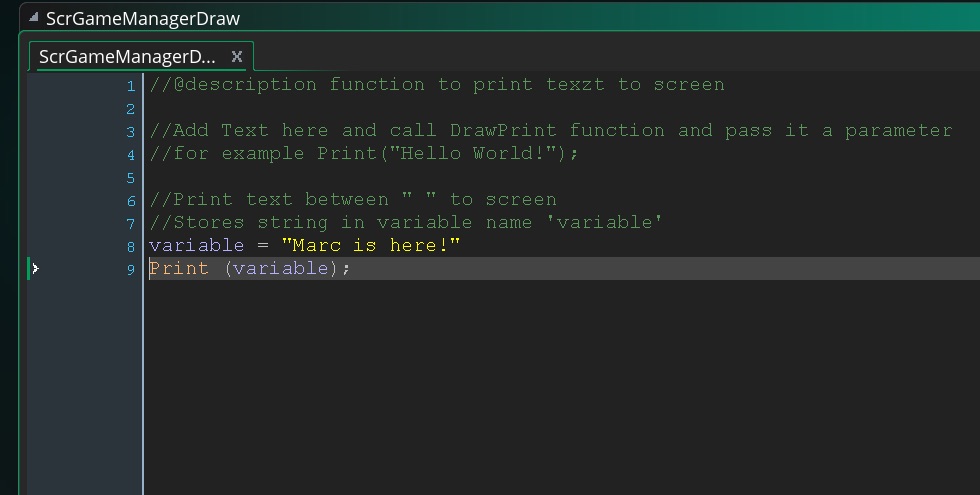 ScrGameManagerDraw
ScrGameManagerD... X
1 //@description function to print texzt to screen
2
3 //Add Text here and call DrawPrint function and pass it a parameter
4 //for example Print("Hello World!");
5
6 //Print text between " " to screen
7 //Stores string in variable name 'variable'
8 variable = "Marc is here!"
9 Print (variable);